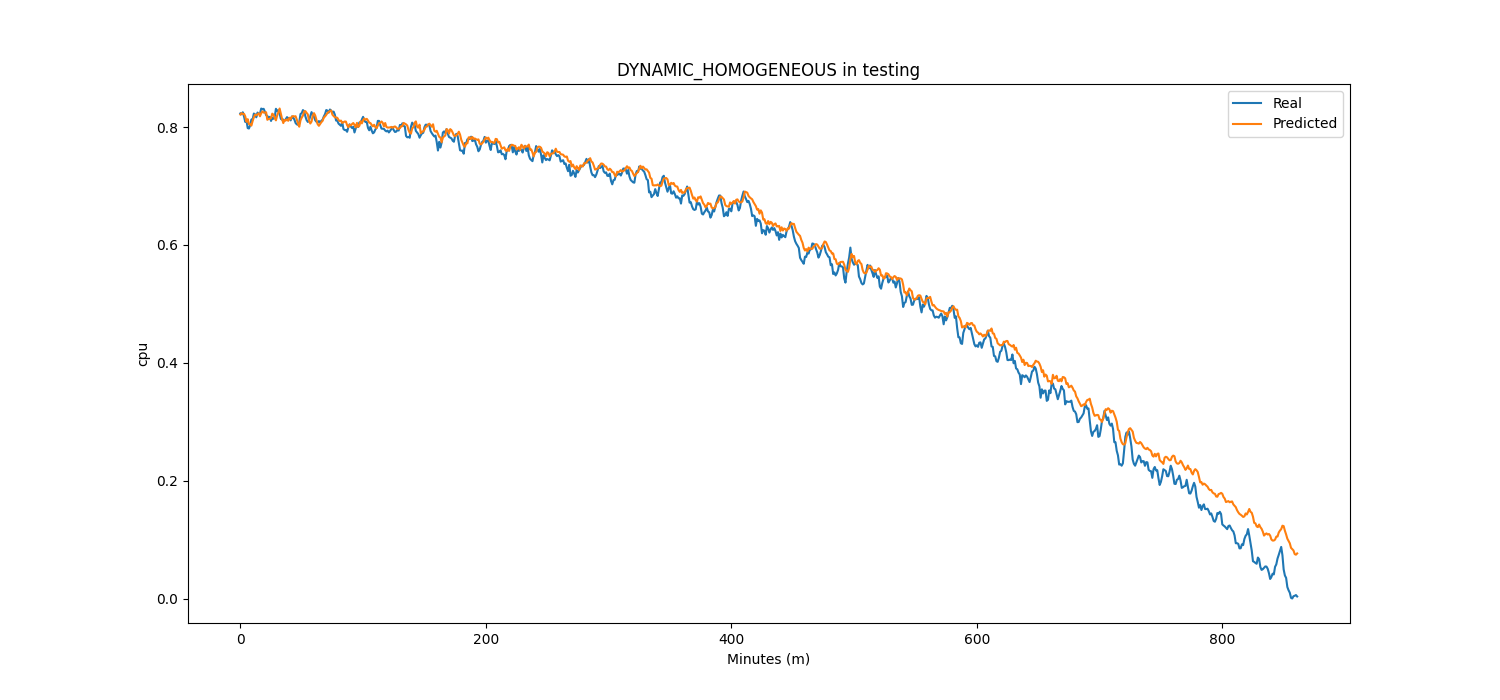 DYNAMIC_HOMOGENEOUS in testing
Real
Predicted
cpu
0.8
0.6
0.4
0.2
0.0
0 200 400 600 800
Minutes (m)